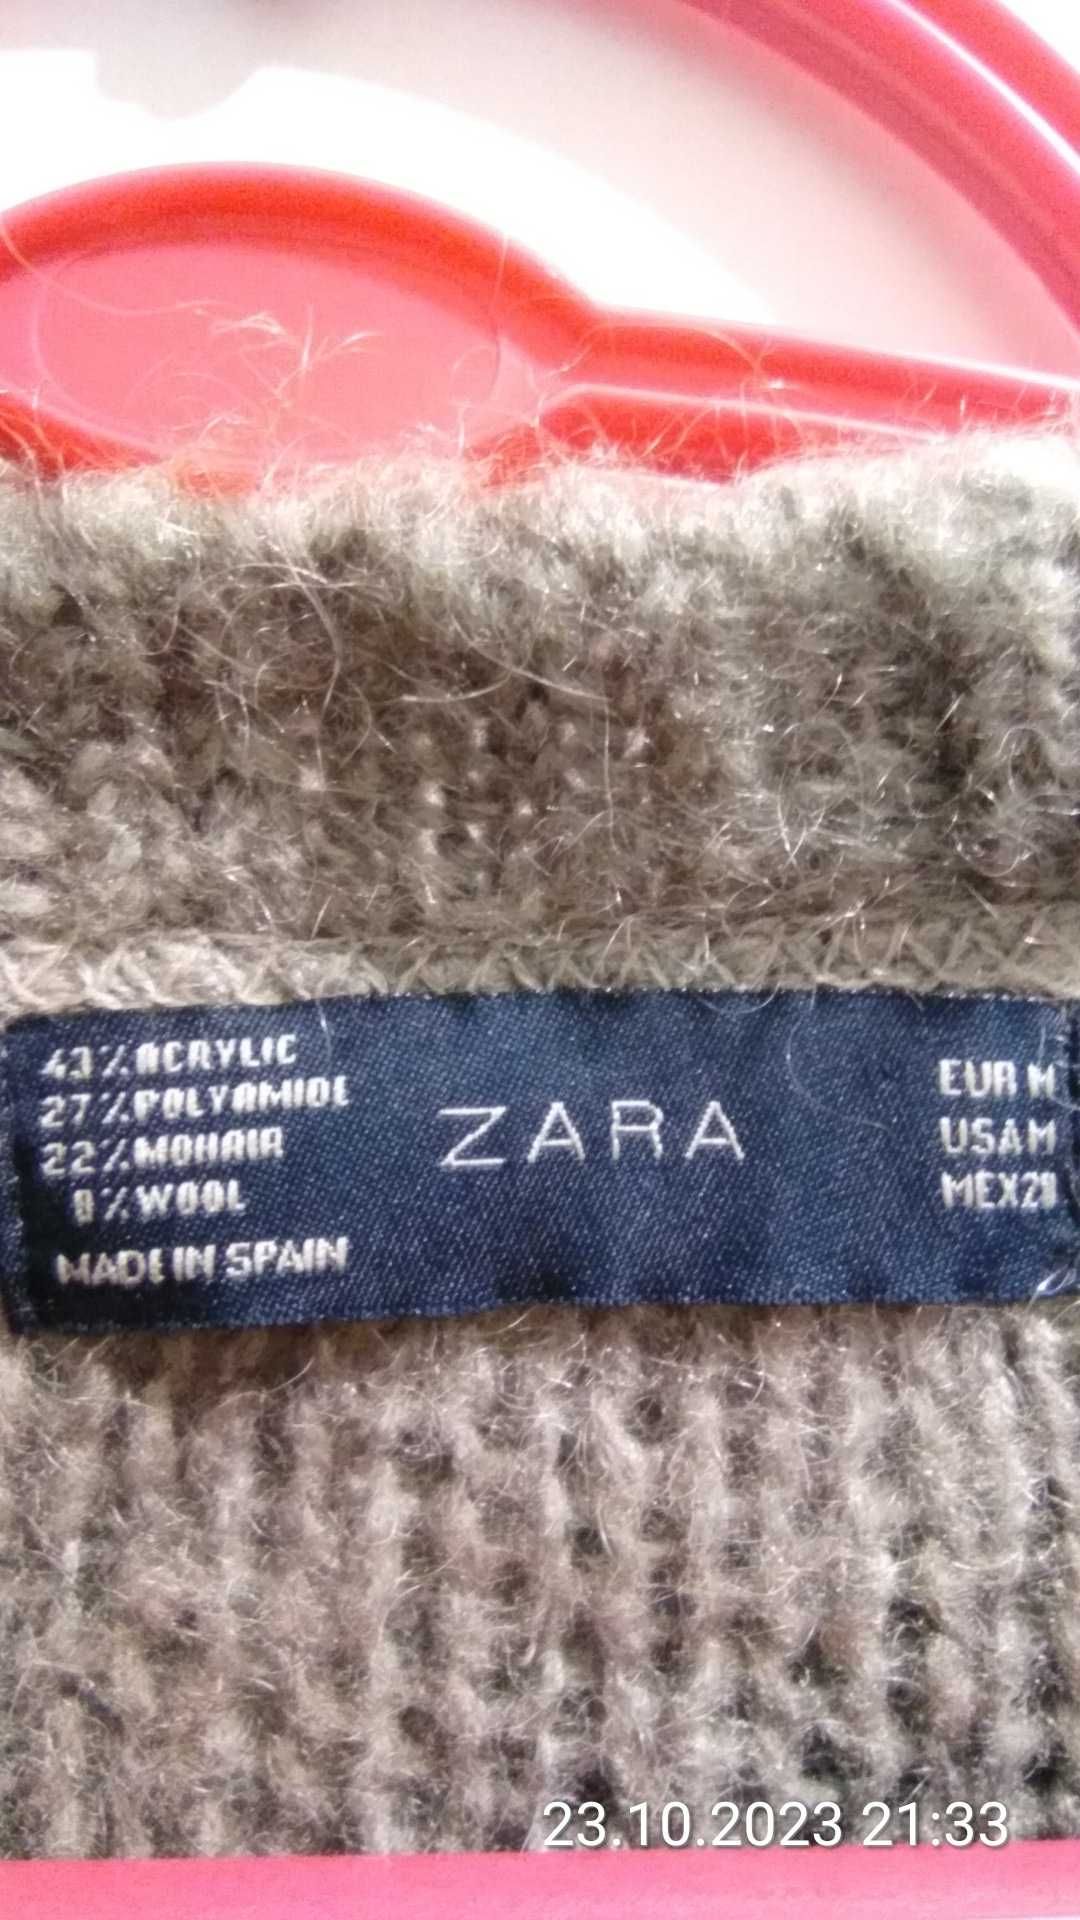 43% ACRYLIC
27% POLYAMIDE
22% MOHAIR
8% WOOL
MADE IN SPAIN
ZARA
EUR M
USA M
MEX 28
23.10.2023 21:33